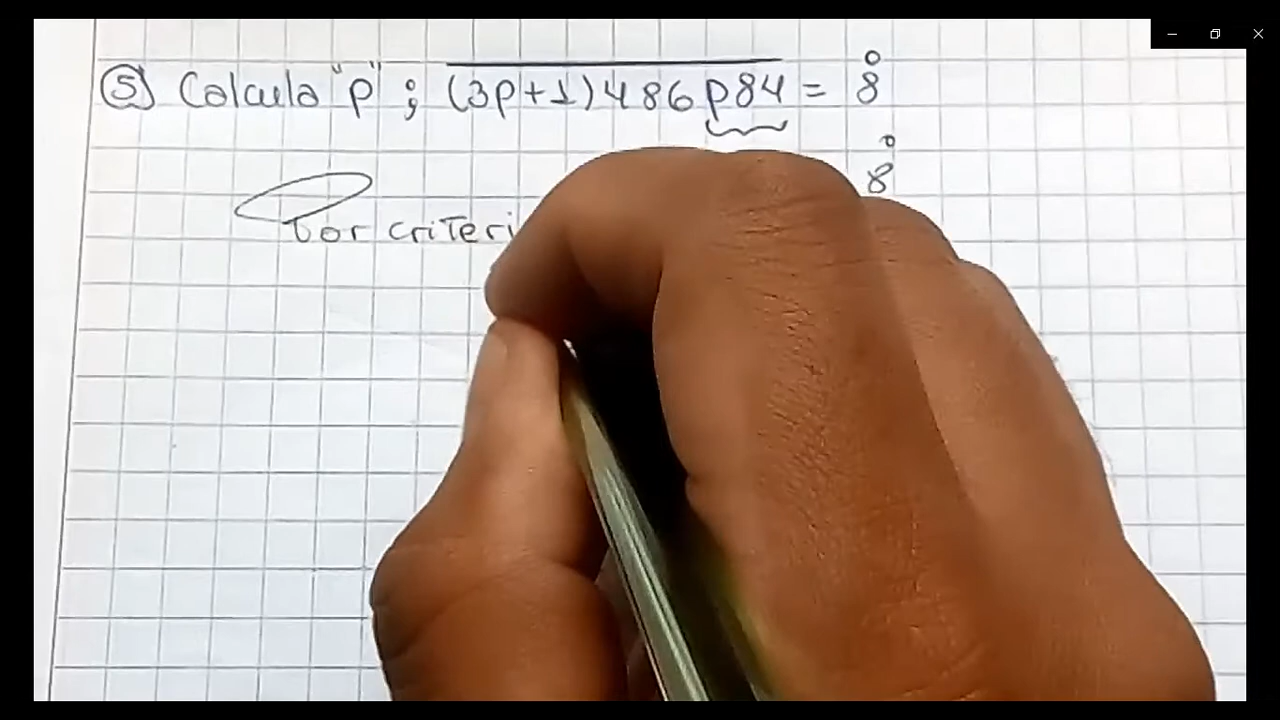 ⑤ Calcula "p" ; (3p+1)486p84 = 8°
8°
Por criteri